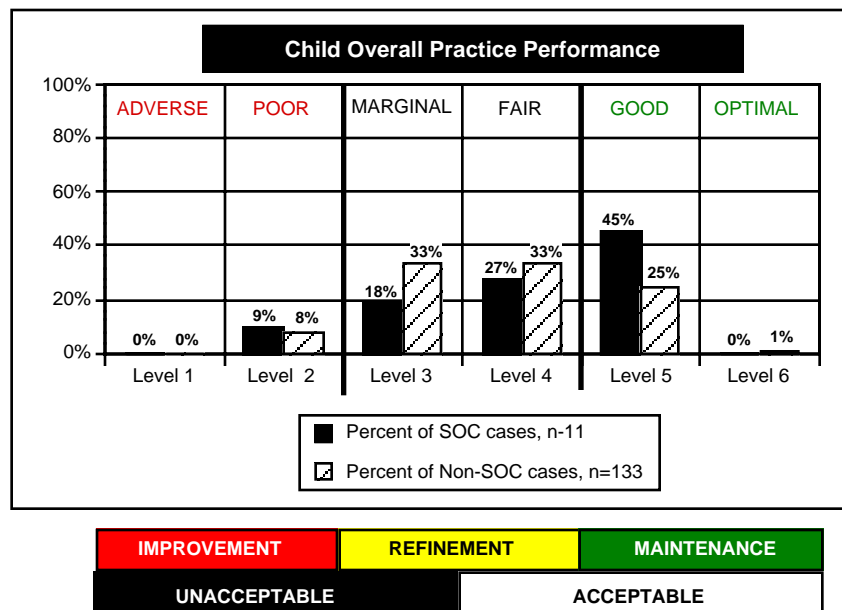 Child Overall Practice Performance
100%
80%
60%
40%
20%
0%
ADVERSE POOR MARGINAL FAIR GOOD OPTIMAL
0% 0% 9% 8% 18% 33% 27% 33% 45% 25% 0% 1%
Level 1 Level 2 Level 3 Level 4 Level 5 Level 6
Percent of SOC cases, n-11
Percent of Non-SOC cases, n=133
IMPROVEMENT REFINEMENT MAINTENANCE
UNACCEPTABLE ACCEPTABLE